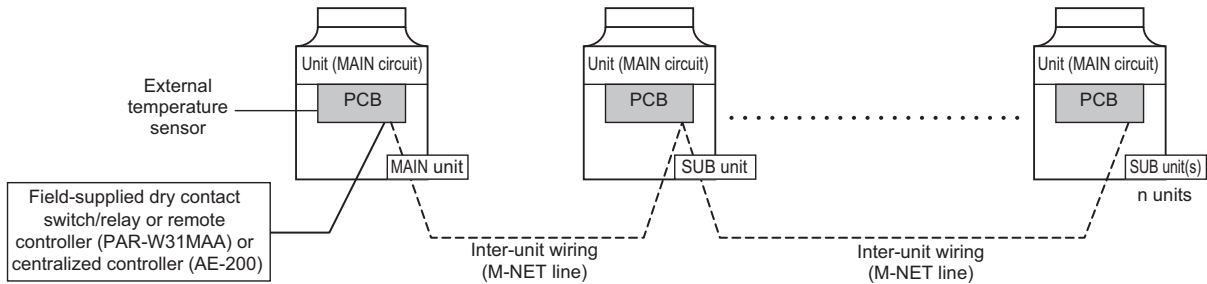 Unit (MAIN circuit)
PCB
External
temperature
sensor
MAIN unit
Field-supplied dry contact
switch/relay or remote
controller (PAR-W31MAA) or
centralized controller (AE-200)
Inter-unit wiring
(M-NET line)
Unit (MAIN circuit)
PCB
SUB unit
Inter-unit wiring
(M-NET line)
Unit (MAIN circuit)
PCB
SUB unit(s)
n units